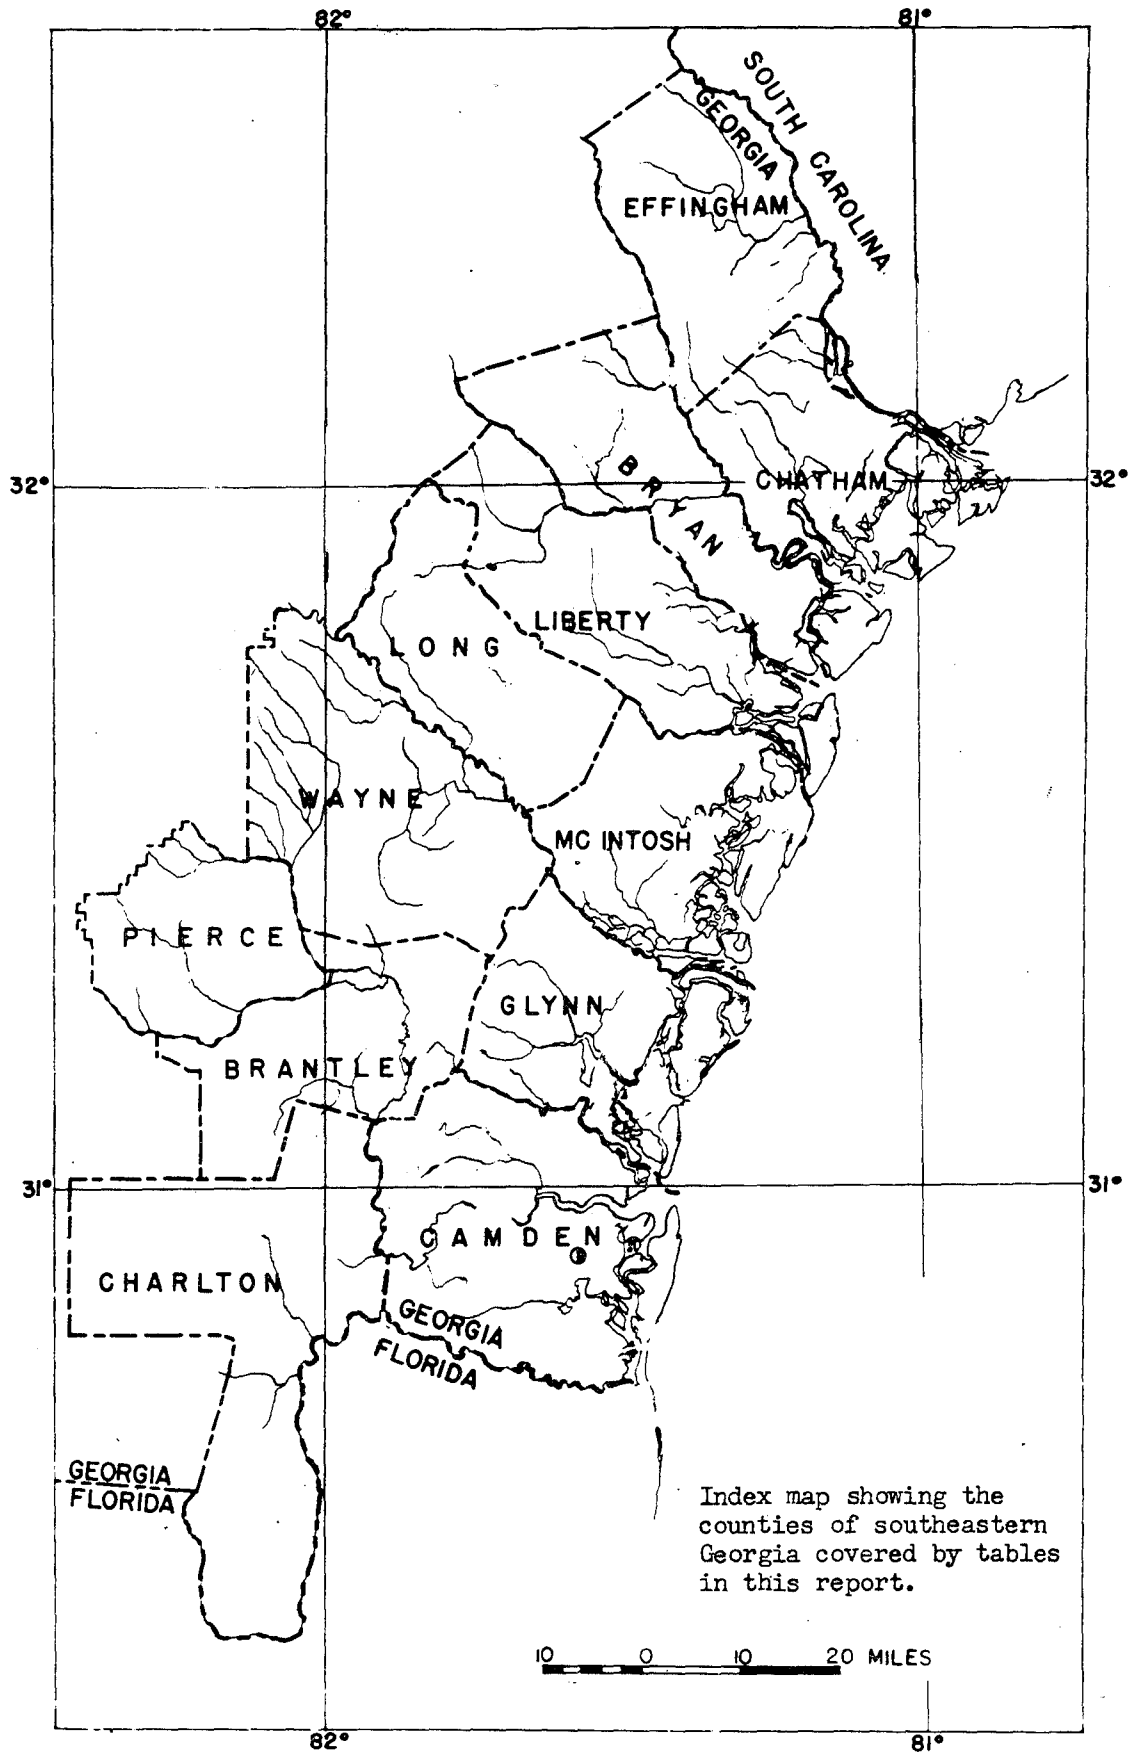 82°
81°
SOUTH CAROLINA
GEORGIA
EFFINGHAM
BRYAN
CHATHAM
32°
32°
LIBERTY
LONG
WAYNE
MC INTOSH
PIERCE
GLYNN
BRANTLEY
31°
31°
CAMDEN
CHARLTON
GEORGIA
FLORIDA
GEORGIA
FLORIDA
Index map showing the
counties of southeastern
Georgia covered by tables
in this report.
10 0 10 20 MILES
82°
81°